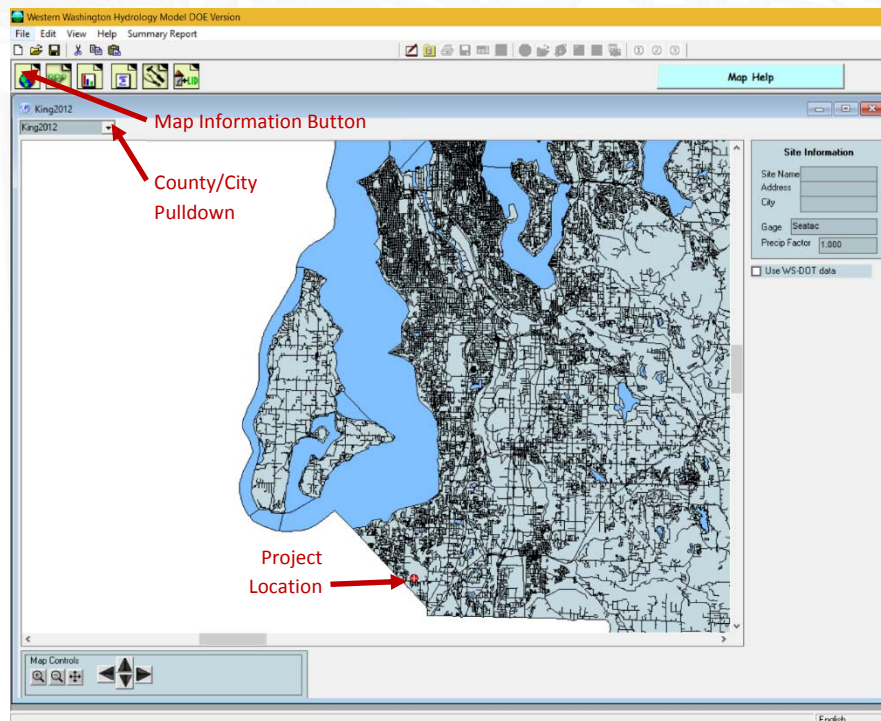 Western Washington Hydrology Model DOE Version
File Edit View Help Summary Report
LID
Map Help
King2012
King2012
Map Information Button
County/City
Pulldown
Site Information
Site Name
Address
City
Gage Seatac
Precip Factor 1.000
Use WS-DOT data
Project
Location
Map Controls
English